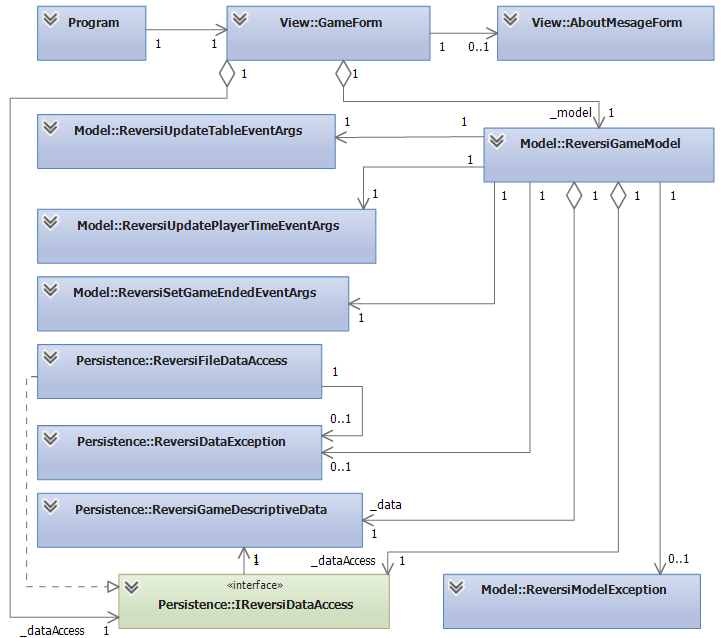 Program
View::GameForm
View::AboutMesageForm
1
1
1
0..1
1
1
_model
1
Model::ReversiUpdateTableEventArgs
1
1
Model::ReversiGameModel
1
1
1
1
1
1
1
Model::ReversiUpdatePlayerTimeEventArgs
Model::ReversiSetGameEndedEventArgs
1
Persistence::ReversiFileDataAccess
1
0..1
Persistence::ReversiDataException
0..1
Persistence::ReversiGameDescriptiveData
_data
1
1
_dataAccess
1
0..1
«interface»
Persistence::IReversiDataAccess
Model::ReversiModelException
_dataAccess
1